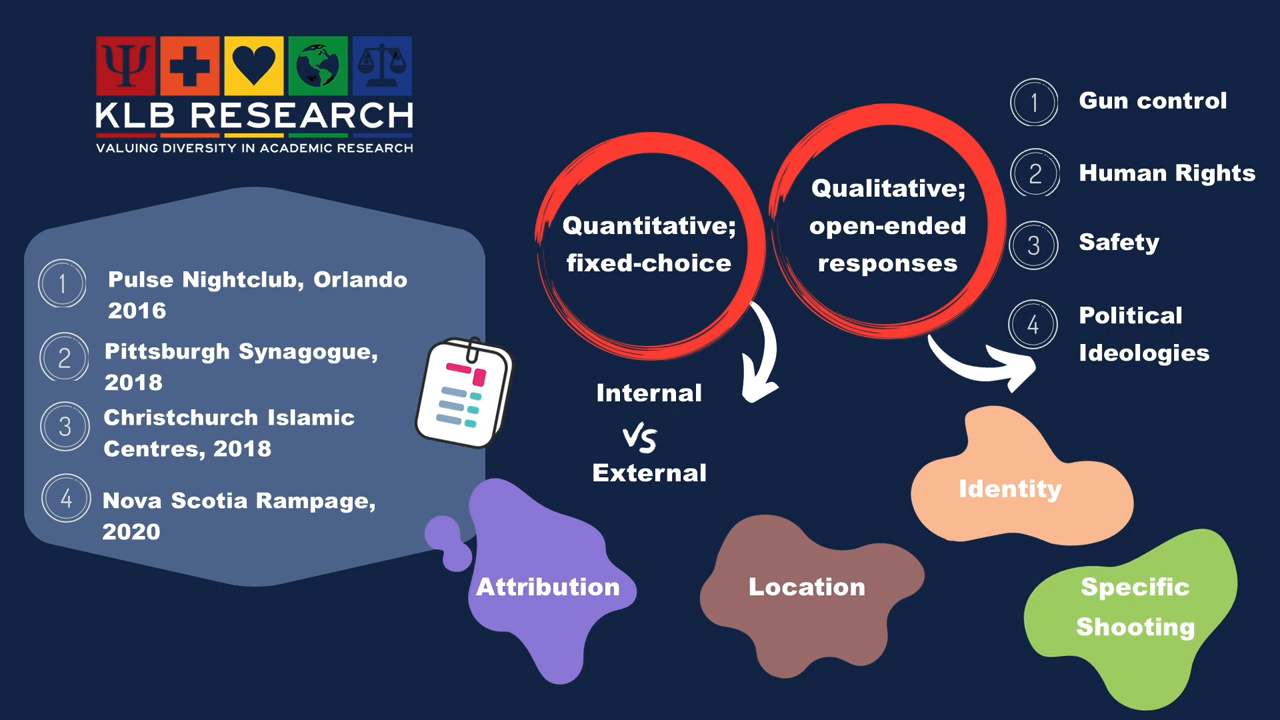 Ψ
KLB RESEARCH
VALUING DIVERSITY IN ACADEMIC RESEARCH
1 Pulse Nightclub, Orlando
2016
2 Pittsburgh Synagogue,
2018
3 Christchurch Islamic
Centres, 2018
4 Nova Scotia Rampage,
2020
Quantitative;
fixed-choice
Internal
VS
External
Qualitative;
open-ended
responses
1 Gun control
2 Human Rights
3 Safety
4 Political
Ideologies
Attribution
Location
Identity
Specific
Shooting